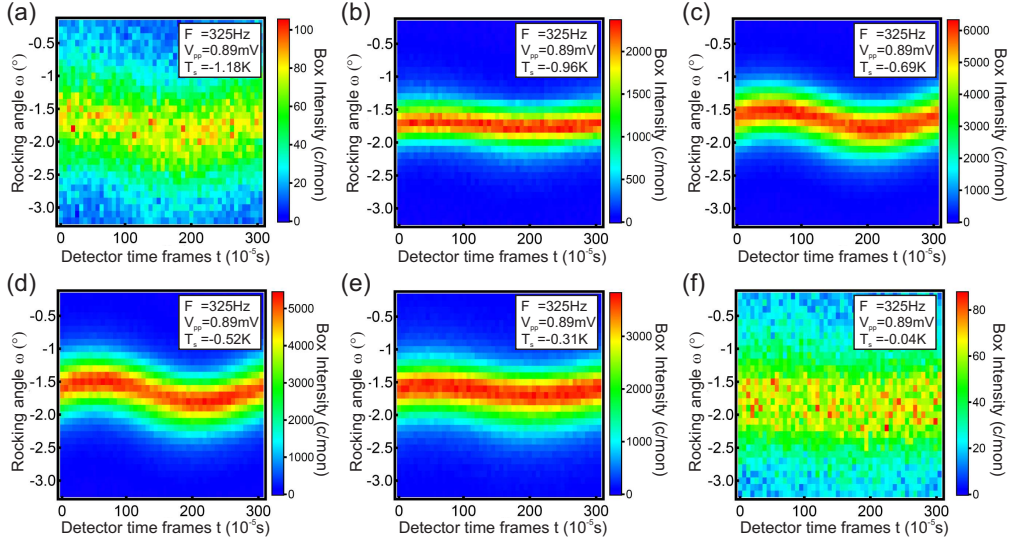 (a)
F =325Hz
Vpp=0.89mV
Ts=-1.18K
Rocking angle ω (°)
-0.5
-1
-1.5
-2.0
-2.5
-3.0
0 100 200 300
Detector time frames t (10⁻⁵s)
100
80
60
40
20
0
Box Intensity (c/mon)
(b)
F =325Hz
Vpp=0.89mV
Ts=-0.96K
Rocking angle ω (°)
-0.5
-1
-1.5
-2.0
-2.5
-3.0
0 100 200 300
Detector time frames t (10⁻⁵s)
2000
1500
1000
500
0
Box Intensity (c/mon)
(c)
F =325Hz
Vpp=0.89mV
Ts=-0.69K
Rocking angle ω (°)
-0.5
-1
-1.5
-2.0
-2.5
-3.0
0 100 200 300
Detector time frames t (10⁻⁵s)
6000
5000
4000
3000
2000
1000
0
Box Intensity (c/mon)
(d)
F =325Hz
Vpp=0.89mV
Ts=-0.52K
Rocking angle ω (°)
-0.5
-1
-1.5
-2.0
-2.5
-3.0
0 100 200 300
Detector time frames t (10⁻⁵s)
5000
4000
3000
2000
1000
0
Box Intensity (c/mon)
(e)
F =325Hz
Vpp=0.89mV
Ts=-0.31K
Rocking angle ω (°)
-0.5
-1
-1.5
-2.0
-2.5
-3.0
0 100 200 300
Detector time frames t (10⁻⁵s)
3000
2000
1000
0
Box Intensity (c/mon)
(f)
F =325Hz
Vpp=0.89mV
Ts=-0.04K
Rocking angle ω (°)
-0.5
-1
-1.5
-2.0
-2.5
-3.0
0 100 200 300
Detector time frames t (10⁻⁵s)
80
60
40
20
0
Box Intensity (c/mon)